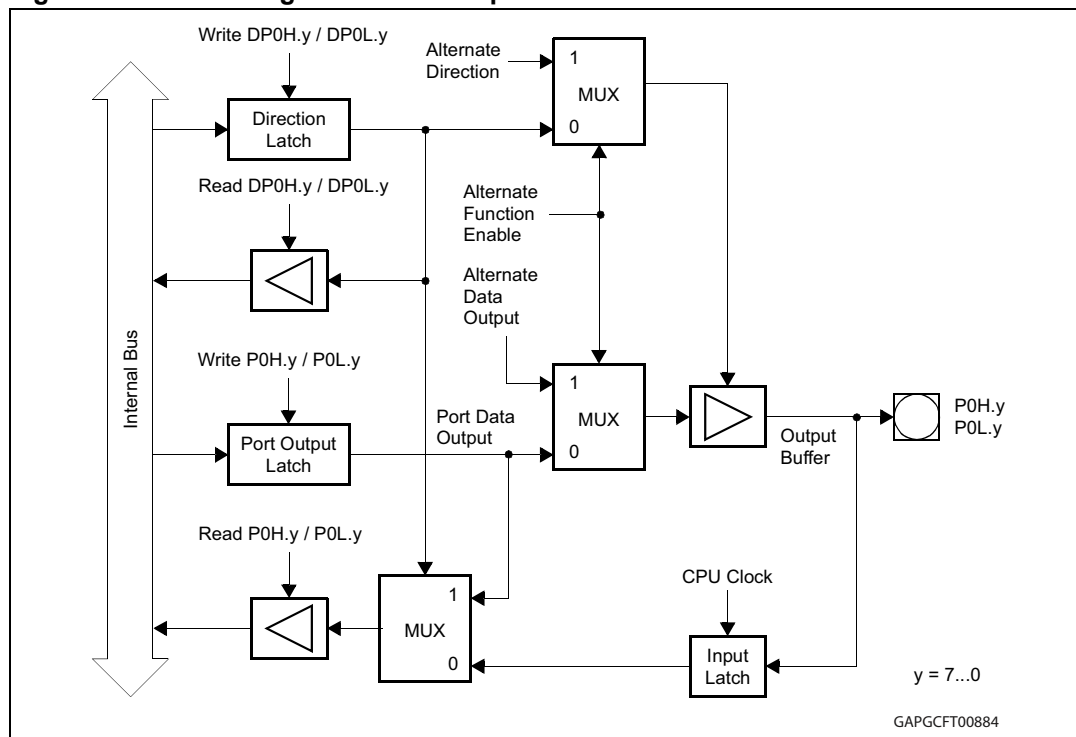 Write DP0H.y / DP0L.y
Alternate
Direction
1
MUX
0
Direction
Latch
Read DP0H.y / DP0L.y
Alternate
Function
Enable
Alternate
Data
Output
Internal Bus
Write P0H.y / P0L.y
Port Data
Output
1
MUX
0
Port Output
Latch
Output
Buffer
P0H.y
P0L.y
Read P0H.y / P0L.y
CPU Clock
1
MUX
0
Input
Latch
y = 7...0
GAPGCFT00884